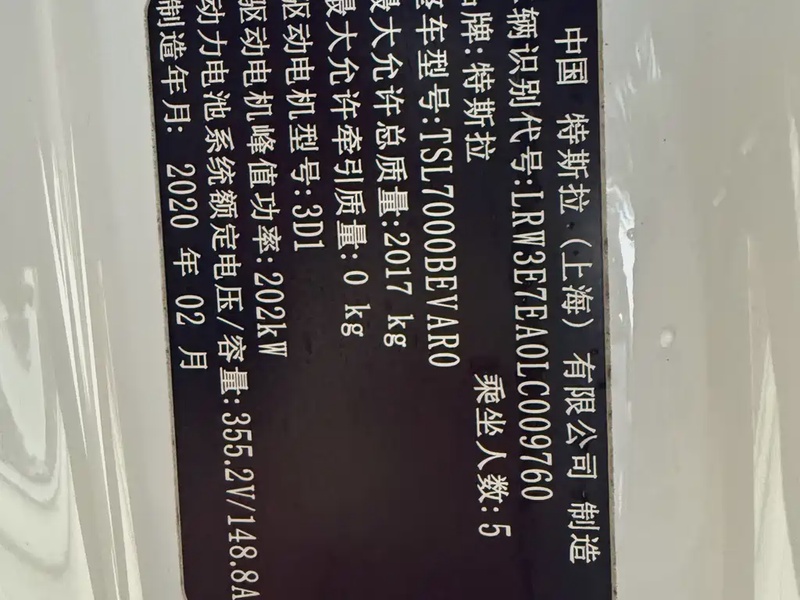 中国 特斯拉（上海）有限公司 制造
车辆识别代号:LRW3E7EA0LC009760
品牌:特斯拉 乘坐人数:5
整车型号:TSL7000BEVAR0
最大允许总质量:2017 kg
最大允许牵引质量:0 kg
驱动电机型号:3D1
驱动电机峰值功率:202kW
动力电池系统额定电压/容量:355.2V/148.8A
制造年月: 2020 年 02 月